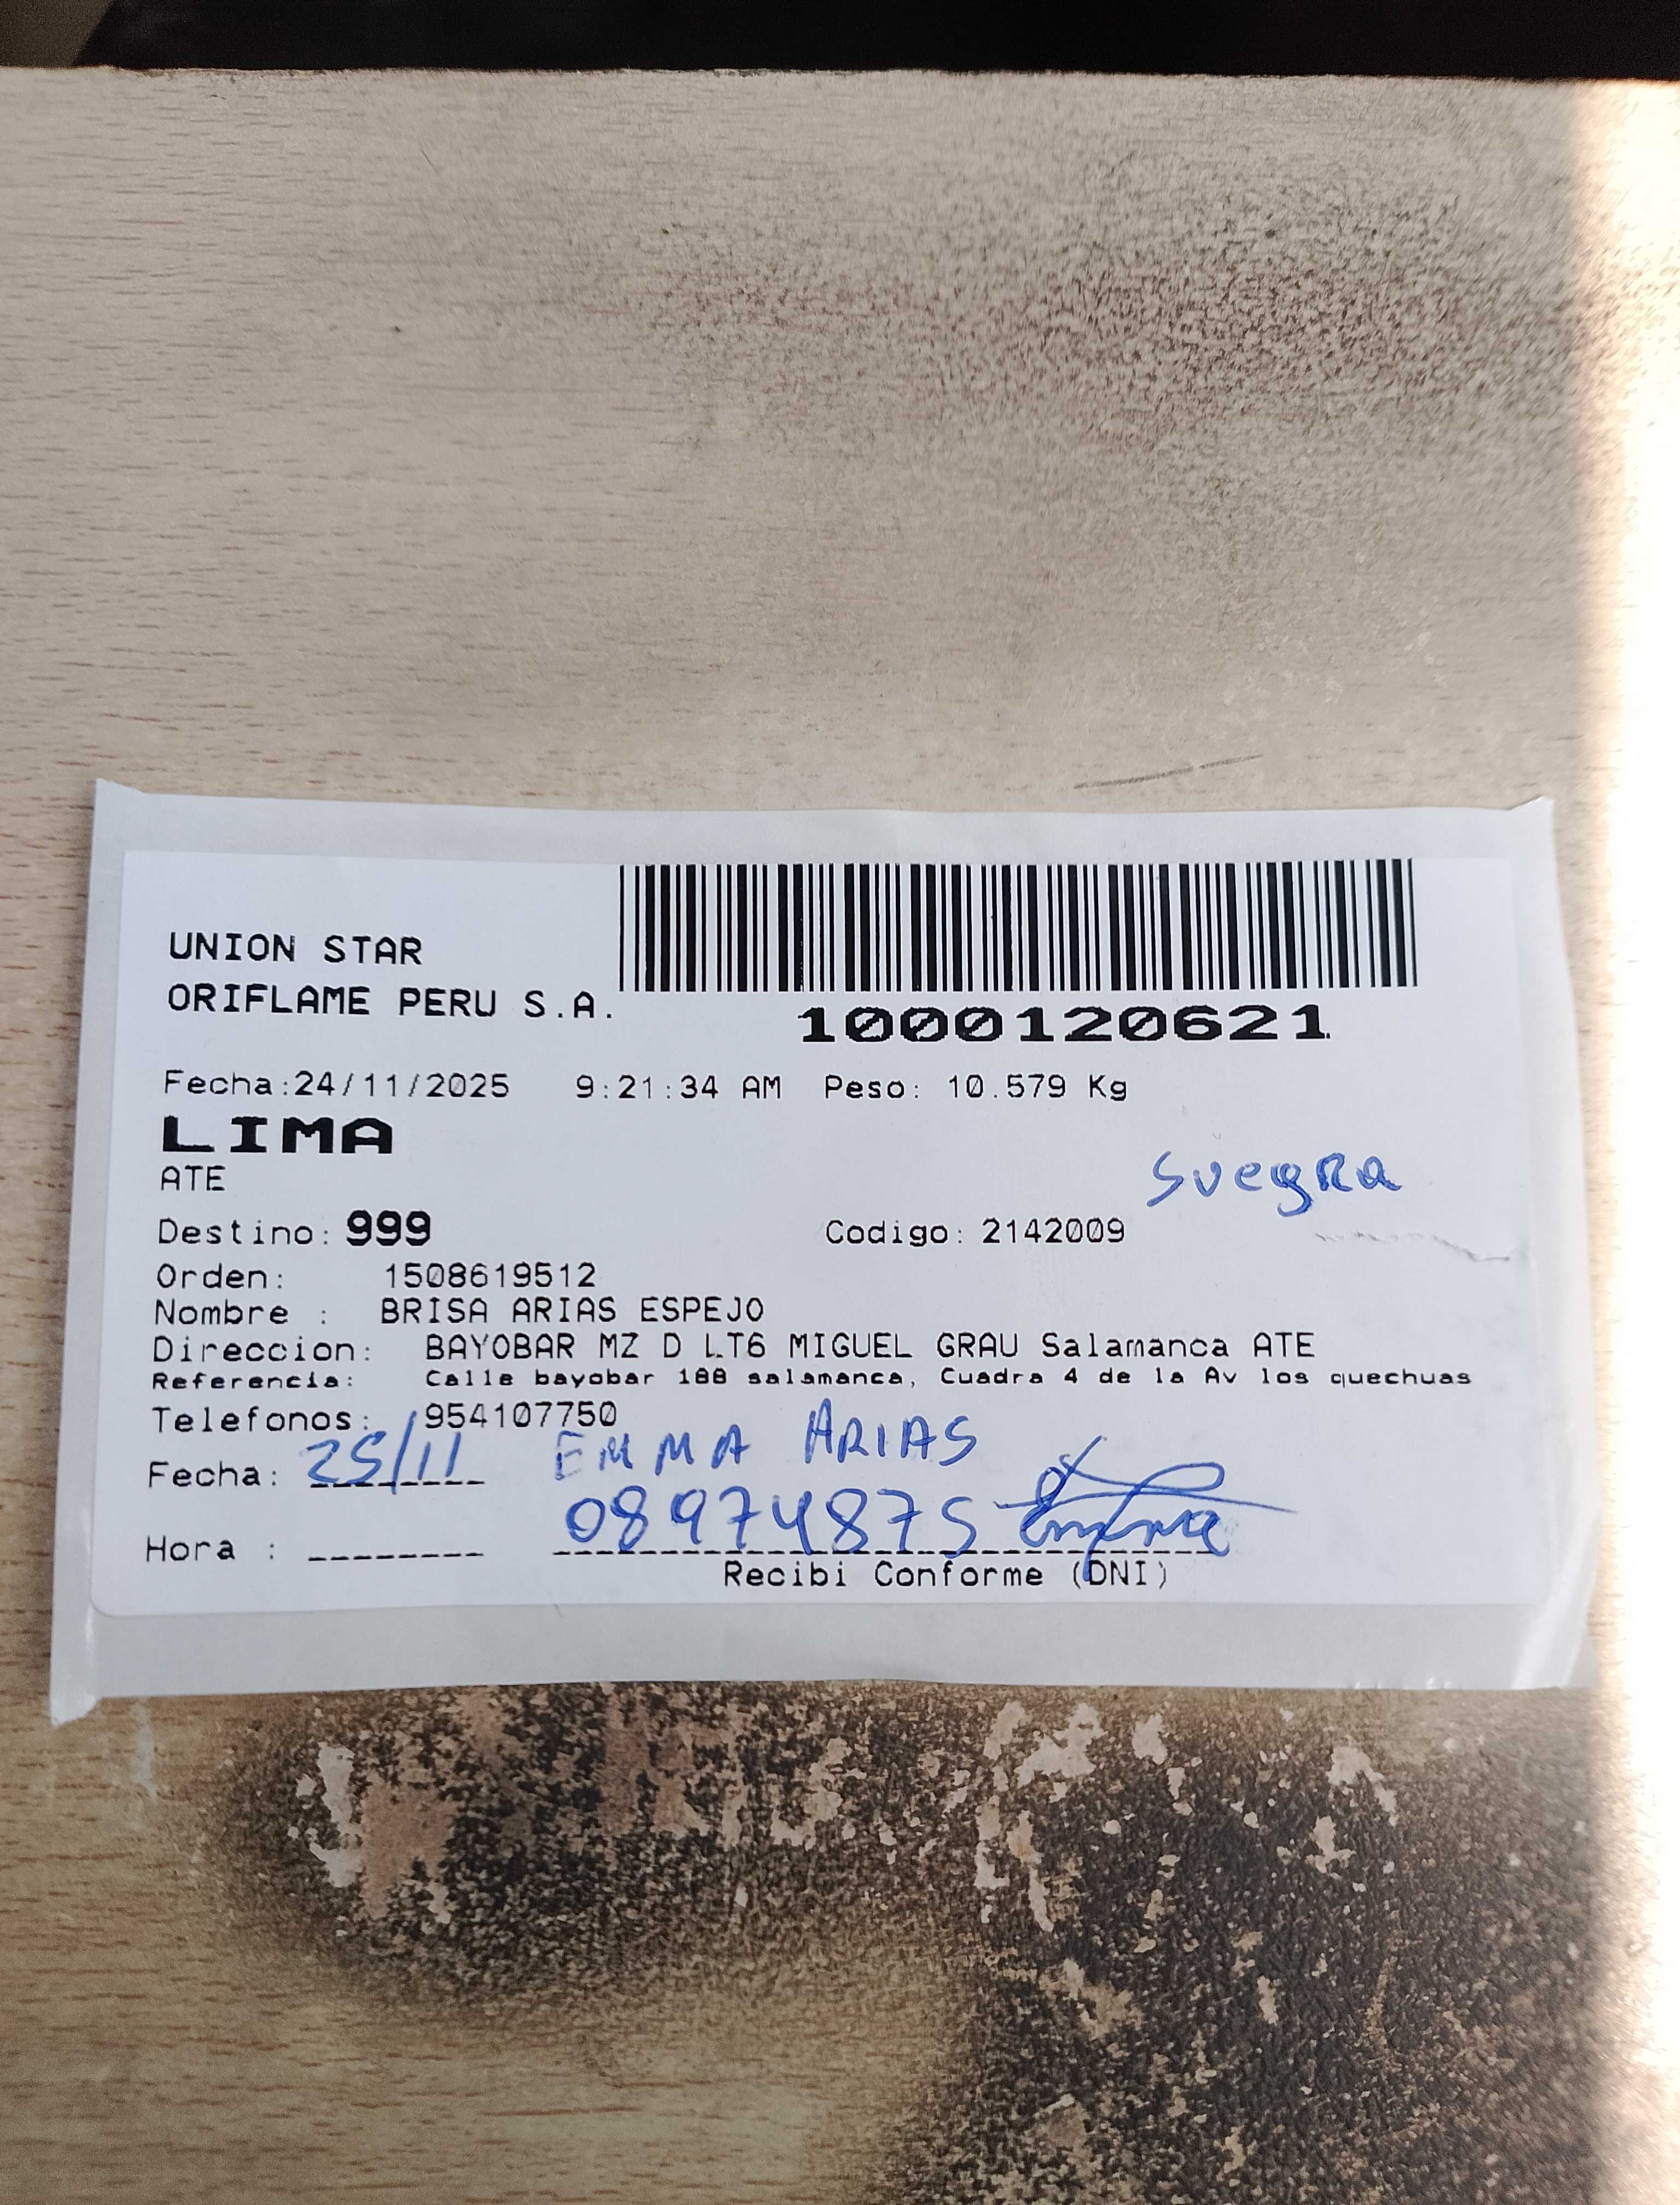 UNION STAR
ORIFLAME PERU S.A.
1000120621
Fecha:24/11/2025 9:21:34 AM Peso: 10.579 Kg
LIMA
ATE
Suegra
Destino: 999 Codigo: 2142009
Orden: 1508619512
Nombre : BRISA ARIAS ESPEJO
Direccion: BAYOBAR MZ D LT6 MIGUEL GRAU Salamanca ATE
Referencia: Calle bayobar 188 salamanca, Cuadra 4 de la Av los quechuas
Telefonos: 954107750
Fecha: 25/11 EMMA ARIAS
08974875 Emma
Hora :
Recibi Conforme (DNI)